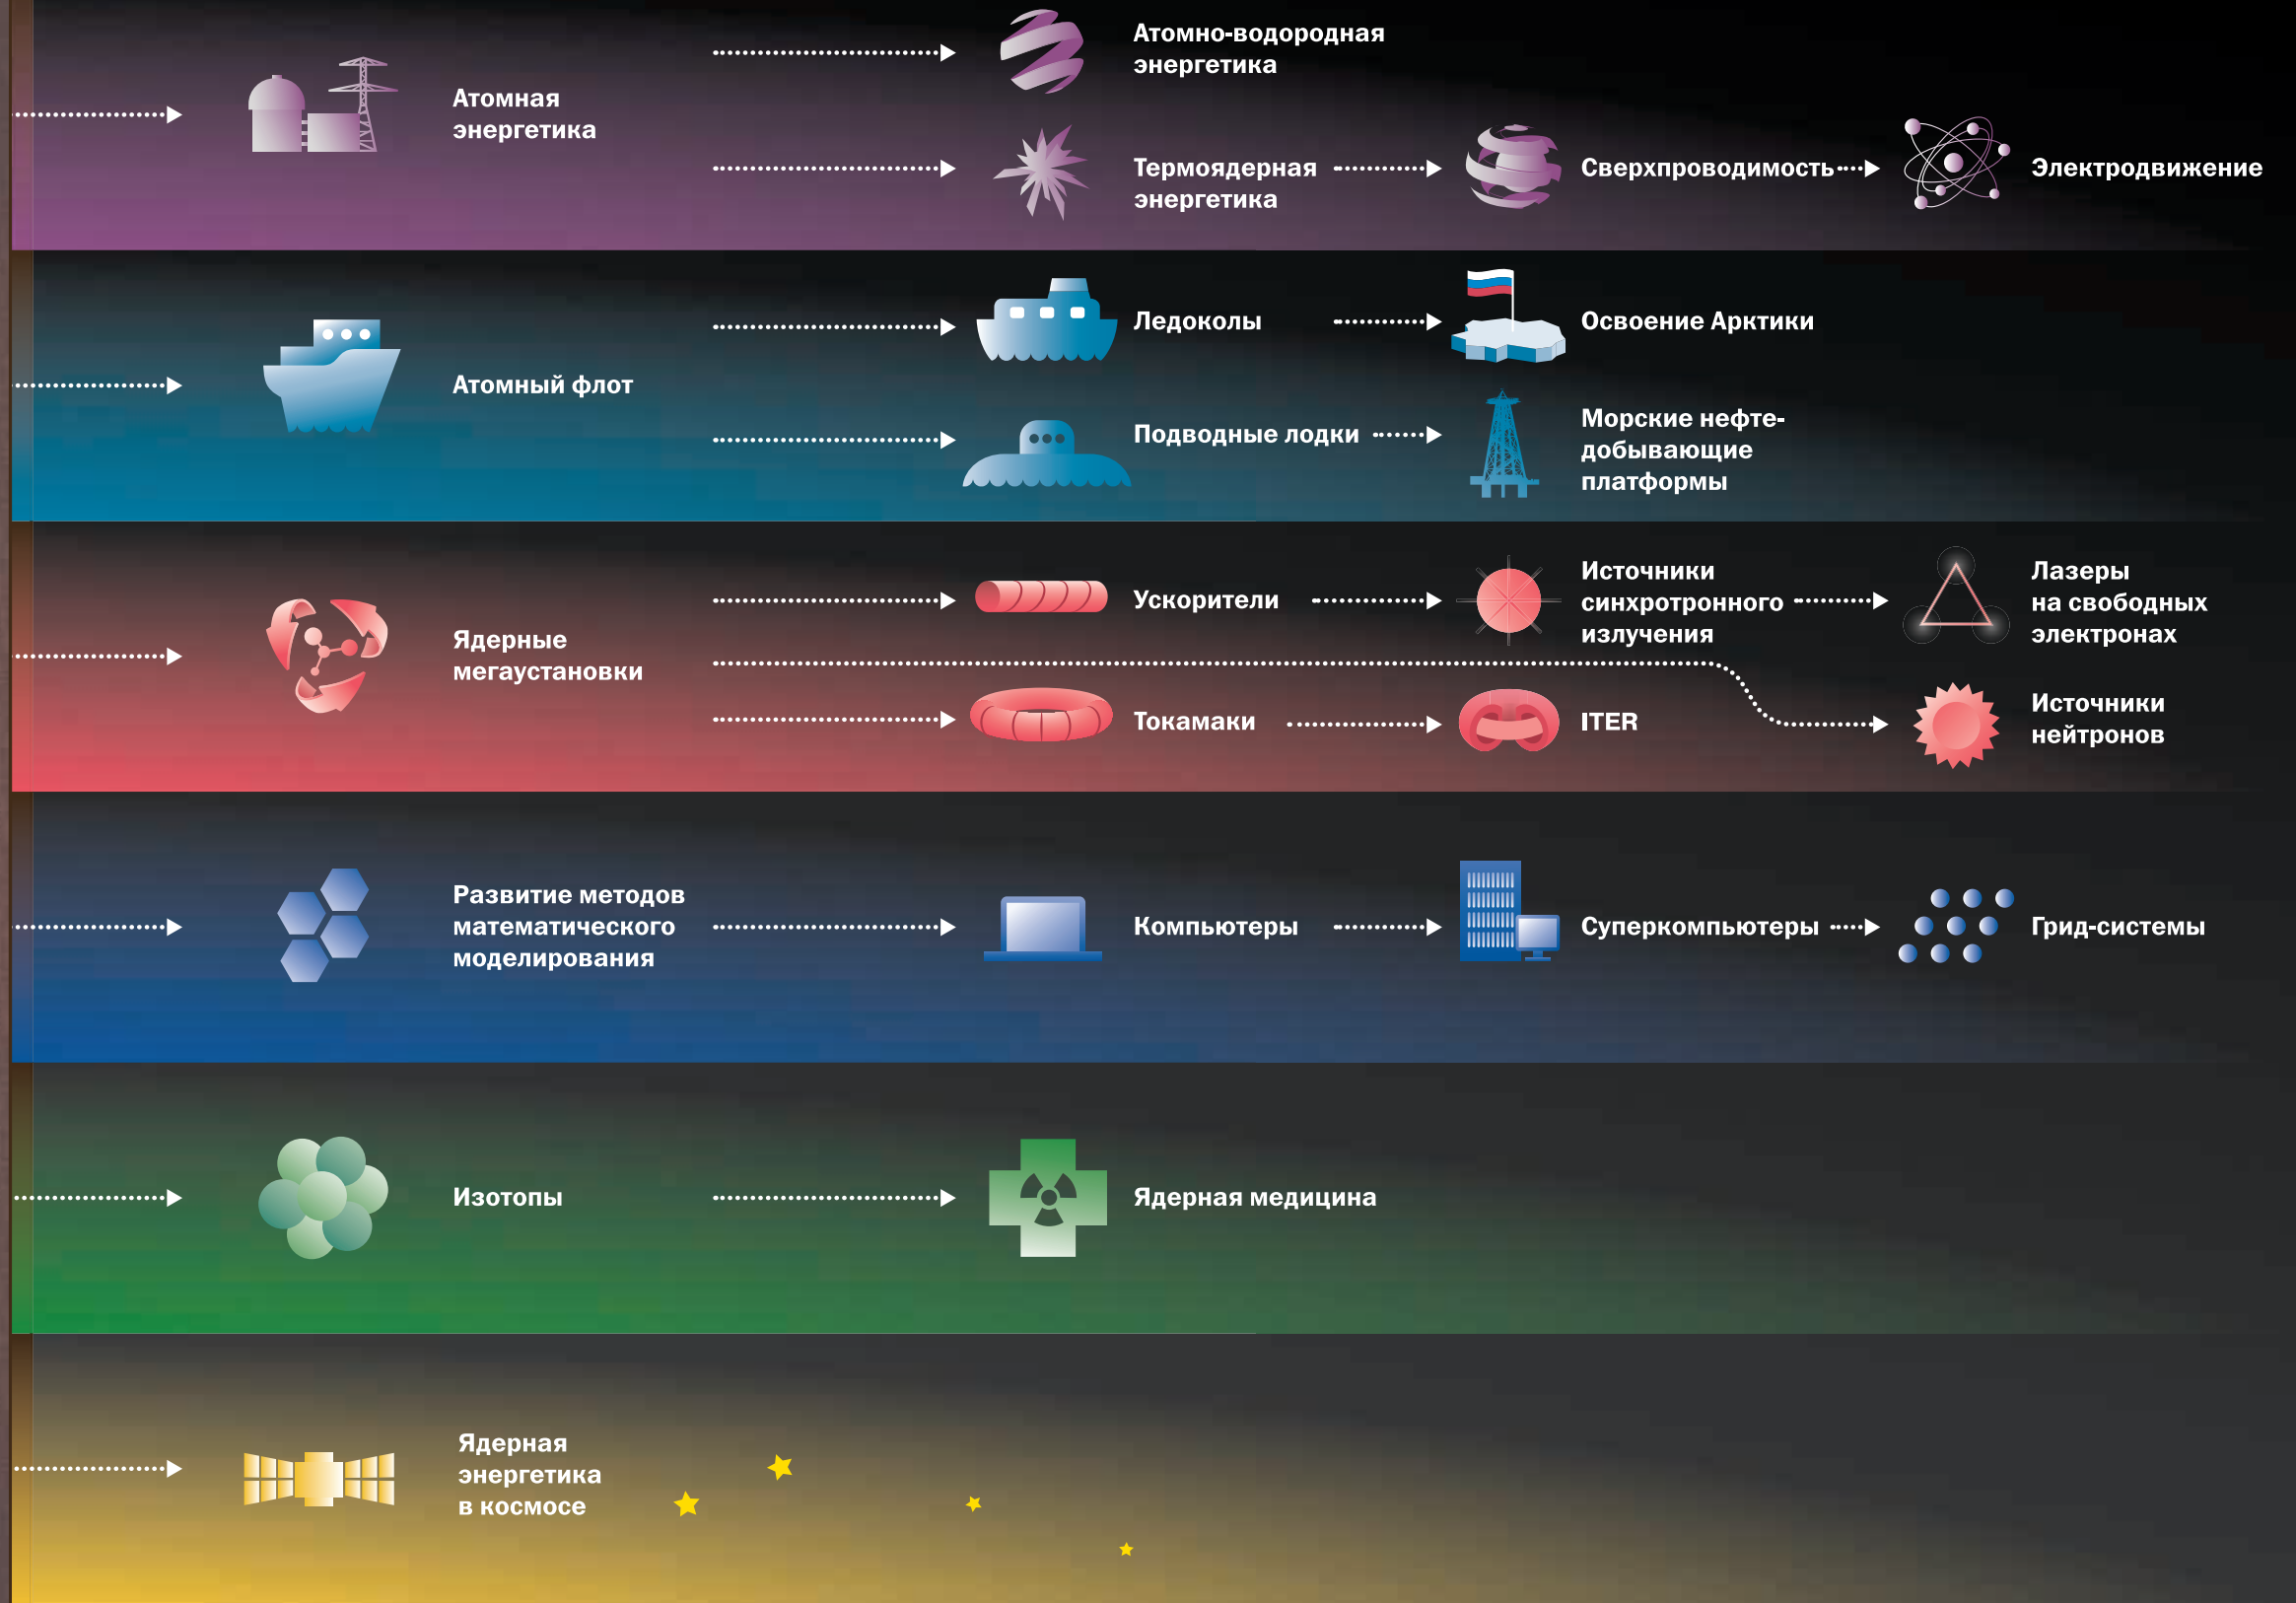 Атомная
энергетика
Атомно-водородная
энергетика
Термоядерная
энергетика
Сверхпроводимость
Электродвижение
Атомный флот
Ледоколы
Освоение Арктики
Подводные лодки
Морские нефте-
добывающие
платформы
Ядерные
мегаустановки
Ускорители
Источники
синхротронного
излучения
Лазеры
на свободных
электронах
Токамаки
ITER
Источники
нейтронов
Развитие методов
математического
моделирования
Компьютеры
Суперкомпьютеры
Грид-системы
Изотопы
Ядерная медицина
Ядерная
энергетика
в космосе